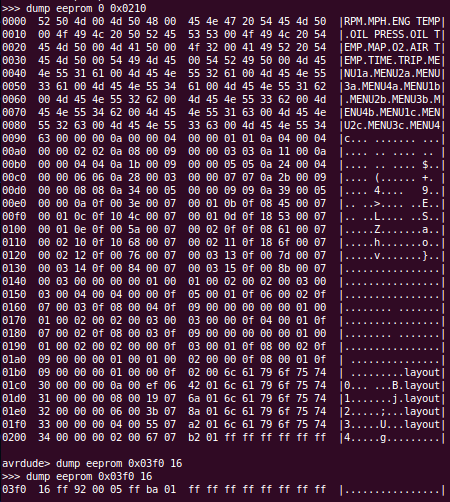 >>> dump eeprom 0 0x0210
0000  52 50 4d 00 4d 50 48 00  45 4e 47 20 54 45 4d 50  |RPM.MPH.ENG TEMP|
0010  00 4f 49 4c 20 50 52 45  53 53 00 4f 49 4c 20 54  |.OIL PRESS.OIL T|
0020  45 4d 50 00 4d 41 50 00  4f 32 00 41 49 52 20 54  |EMP.MAP.O2.AIR T|
0030  45 4d 50 00 54 49 4d 45  00 54 52 49 50 00 4d 45  |EMP.TIME.TRIP.ME|
0040  4e 55 31 61 00 4d 45 4e  55 32 61 00 4d 45 4e 55  |NU1a.MENU2a.MENU|
0050  33 61 00 4d 45 4e 55 34  61 00 4d 45 4e 55 31 62  |3a.MENU4a.MENU1b|
0060  00 4d 45 4e 55 32 62 00  4d 45 4e 55 33 62 00 4d  |.MENU2b.MENU3b.M|
0070  45 4e 55 34 62 00 4d 45  4e 55 31 63 00 4d 45 4e  |ENU4b.MENU1c.MEN|
0080  55 32 63 00 4d 45 4e 55  33 63 00 4d 45 4e 55 34  |U2c.MENU3c.MENU4|
0090  63 00 00 00 0a 00 00 04  00 00 01 01 0a 04 00 04  |c... ....... ...|
00a0  00 00 02 02 0a 08 00 09  00 00 03 03 0a 11 00 0a  |.... ....... ...|
00b0  00 00 04 04 0a 1b 00 09  00 00 05 05 0a 24 00 04  |.... .. .... $..|
00c0  00 00 06 06 0a 28 00 03  00 00 07 07 0a 2b 00 09  |.... (...... +. |
00d0  00 00 08 08 0a 34 00 05  00 00 09 09 0a 39 00 05  |.... 4....   9..|
00e0  00 00 0a 0f 00 3e 00 07  00 01 0b 0f 08 45 00 07  |.. ..>.... ..E..|
00f0  00 01 0c 0f 10 4c 00 07  00 01 0d 0f 18 53 00 07  |.....L.......S..|
0100  00 01 0e 0f 00 5a 00 07  00 02 0f 0f 08 61 00 07  |.....Z.......a..|
0110  00 02 10 0f 10 68 00 07  00 02 11 0f 18 6f 00 07  |.....h.......o..|
0120  00 02 12 0f 00 76 00 07  00 03 13 0f 00 7d 00 07  |.....v.......}..|
0130  00 03 14 0f 00 84 00 07  00 03 15 0f 00 8b 00 07  |................|
0140  00 03 00 00 00 00 01 00  01 00 02 02 00 02 03 00  |................|
0150  03 00 04 00 04 00 05 0f  05 00 01 0f 06 00 02 0f  |................|
0160  07 00 03 0f 08 00 04 0f  09 00 00 00 00 00 01 00  |................|
0170  01 00 02 00 02 00 03 00  03 00 00 0f 04 00 01 0f  |................|
0180  07 00 02 0f 08 00 03 0f  09 00 00 00 00 00 01 00  |................|
0190  01 00 02 00 02 00 00 0f  03 00 01 0f 08 00 02 0f  |................|
01a0  09 00 00 00 01 00 01 00  02 00 00 0f 08 00 01 0f  |................|
01b0  09 00 00 00 01 00 00 0f  02 00 6c 61 79 6f 75 74  | .........layout|
01c0  30 00 00 00 0a 00 ef 06  42 01 6c 61 79 6f 75 74  |0... ...B.layout|
01d0  31 00 00 00 08 00 19 07  6a 01 6c 61 79 6f 75 74  |1.......j.layout|
01e0  32 00 00 00 06 00 3b 07  8a 01 6c 61 79 6f 75 74  |2.....;...layout|
01f0  33 00 00 00 04 00 55 07  a2 01 6c 61 79 6f 75 74  |3.....U...layout|
0200  34 00 00 00 02 00 67 07  b2 01 ff ff ff ff ff ff  |4.....g.........|
avrdude> dump eeprom 0x03f0 16
>>> dump eeprom 0x03f0 16
03f0  16 ff 92 00 05 ff ba 01  ff ff ff ff ff ff ff ff  |................|